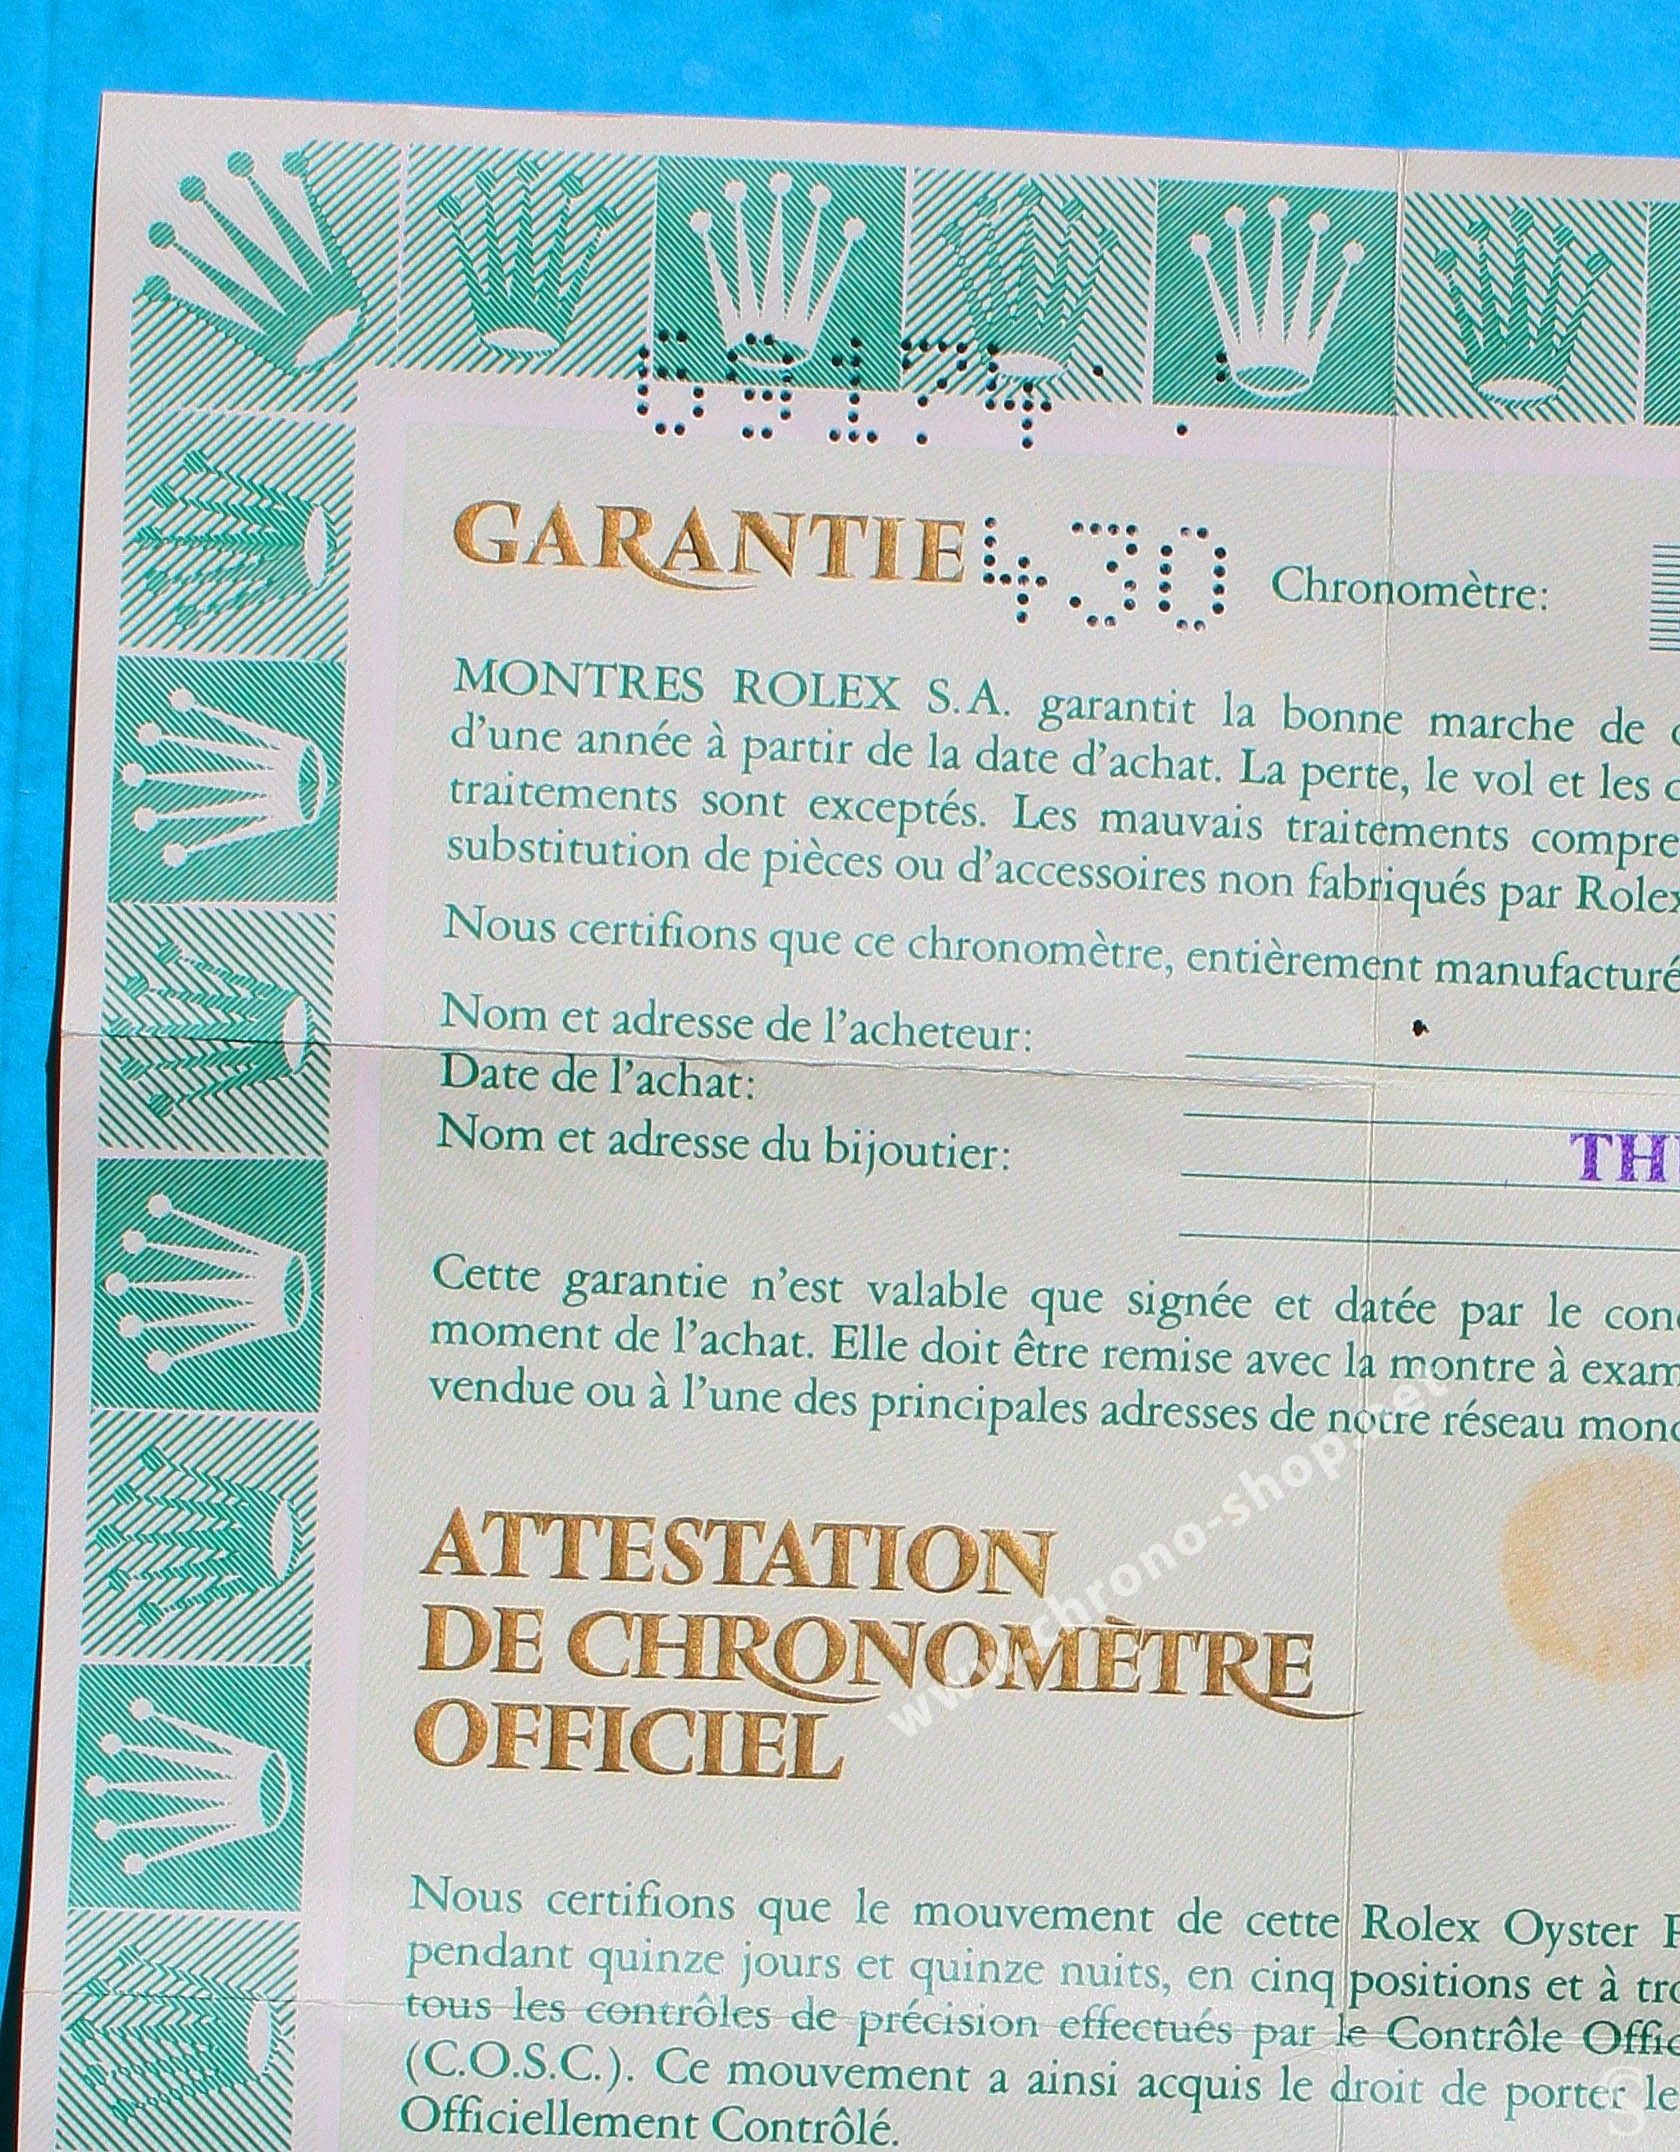 69174
GARANTIE 430 Chronomètre:
MONTRES ROLEX S.A. garantit la bonne marche de
d'une année à partir de la date d'achat. La perte, le vol et les
traitements sont exceptés. Les mauvais traitements compre
substitution de pièces ou d'accessoires non fabriqués par Rolex
Nous certifions que ce chronomètre, entièrement manufacturé
Nom et adresse de l'acheteur:
Date de l'achat:
Nom et adresse du bijoutier:
TH
Cette garantie n'est valable que signée et datée par le con
moment de l'achat. Elle doit être remise avec la montre à exam
vendue ou à l'une des principales adresses de notre réseau mond
ATTESTATION
DE CHRONOMÈTRE
OFFICIEL
www.chrono-shop.net
Nous certifions que le mouvement de cette Rolex Oyster P
pendant quinze jours et quinze nuits, en cinq positions et à tro
tous les contrôles de précision effectués par le Contrôle Offic
(C.O.S.C.). Ce mouvement a ainsi acquis le droit de porter le
Officiellement Contrôlé.